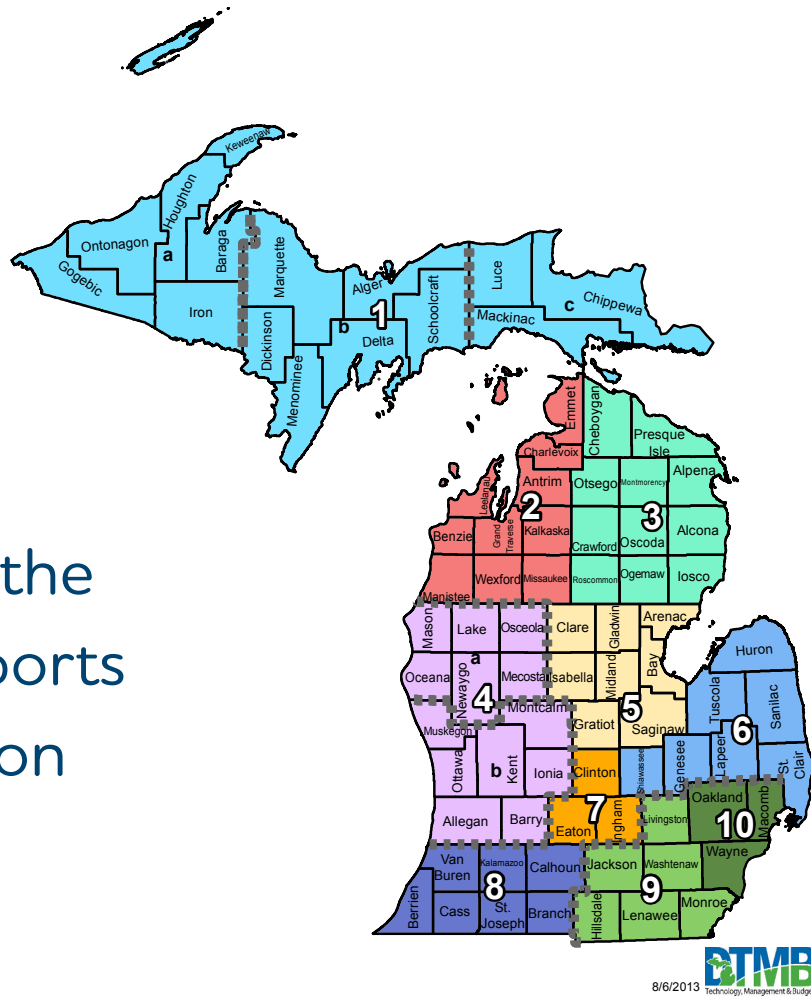 Keweenaw
Houghton
Ontonagon
Baraga
a
Gogebic
Marquette
Luce
Alger
Schoolcraft
c Chippewa
Iron
1
Mackinac
b
Dickinson
Delta
Menominee
Emmet
Cheboygan
Presque
Isle
Charlevoix
Antrim
Otsego
Montmorency
Alpena
Leelanau
2
3
Benzie
Grand
Traverse
Kalkaska
Crawford
Oscoda
Alcona
the
Wexford
Missaukee
Roscommon
Ogemaw
Iosco
Manistee
Mason
Lake
Osceola
Clare
Gladwin
Arenac
ports
a
Huron
Oceana
Newaygo
Mecosta
Isabella
Midland
Bay
4
Montcalm
5
Tuscola
Sanilac
Gratiot
Saginaw
6
on
Muskegon
Ottawa
b
Kent
Ionia
Clinton
Shiawassee
Genesee
Lapeer
St.
Clair
7
Oakland
Macomb
Allegan
Barry
Eaton
Ingham
Livingston
10
Van
Buren
Kalamazoo
Calhoun
Jackson
Washtenaw
Wayne
8
9
Berrien
Cass
St.
Joseph
Branch
Hillsdale
Lenawee
Monroe
8/6/2013
DTMB
Technology, Management & Budge